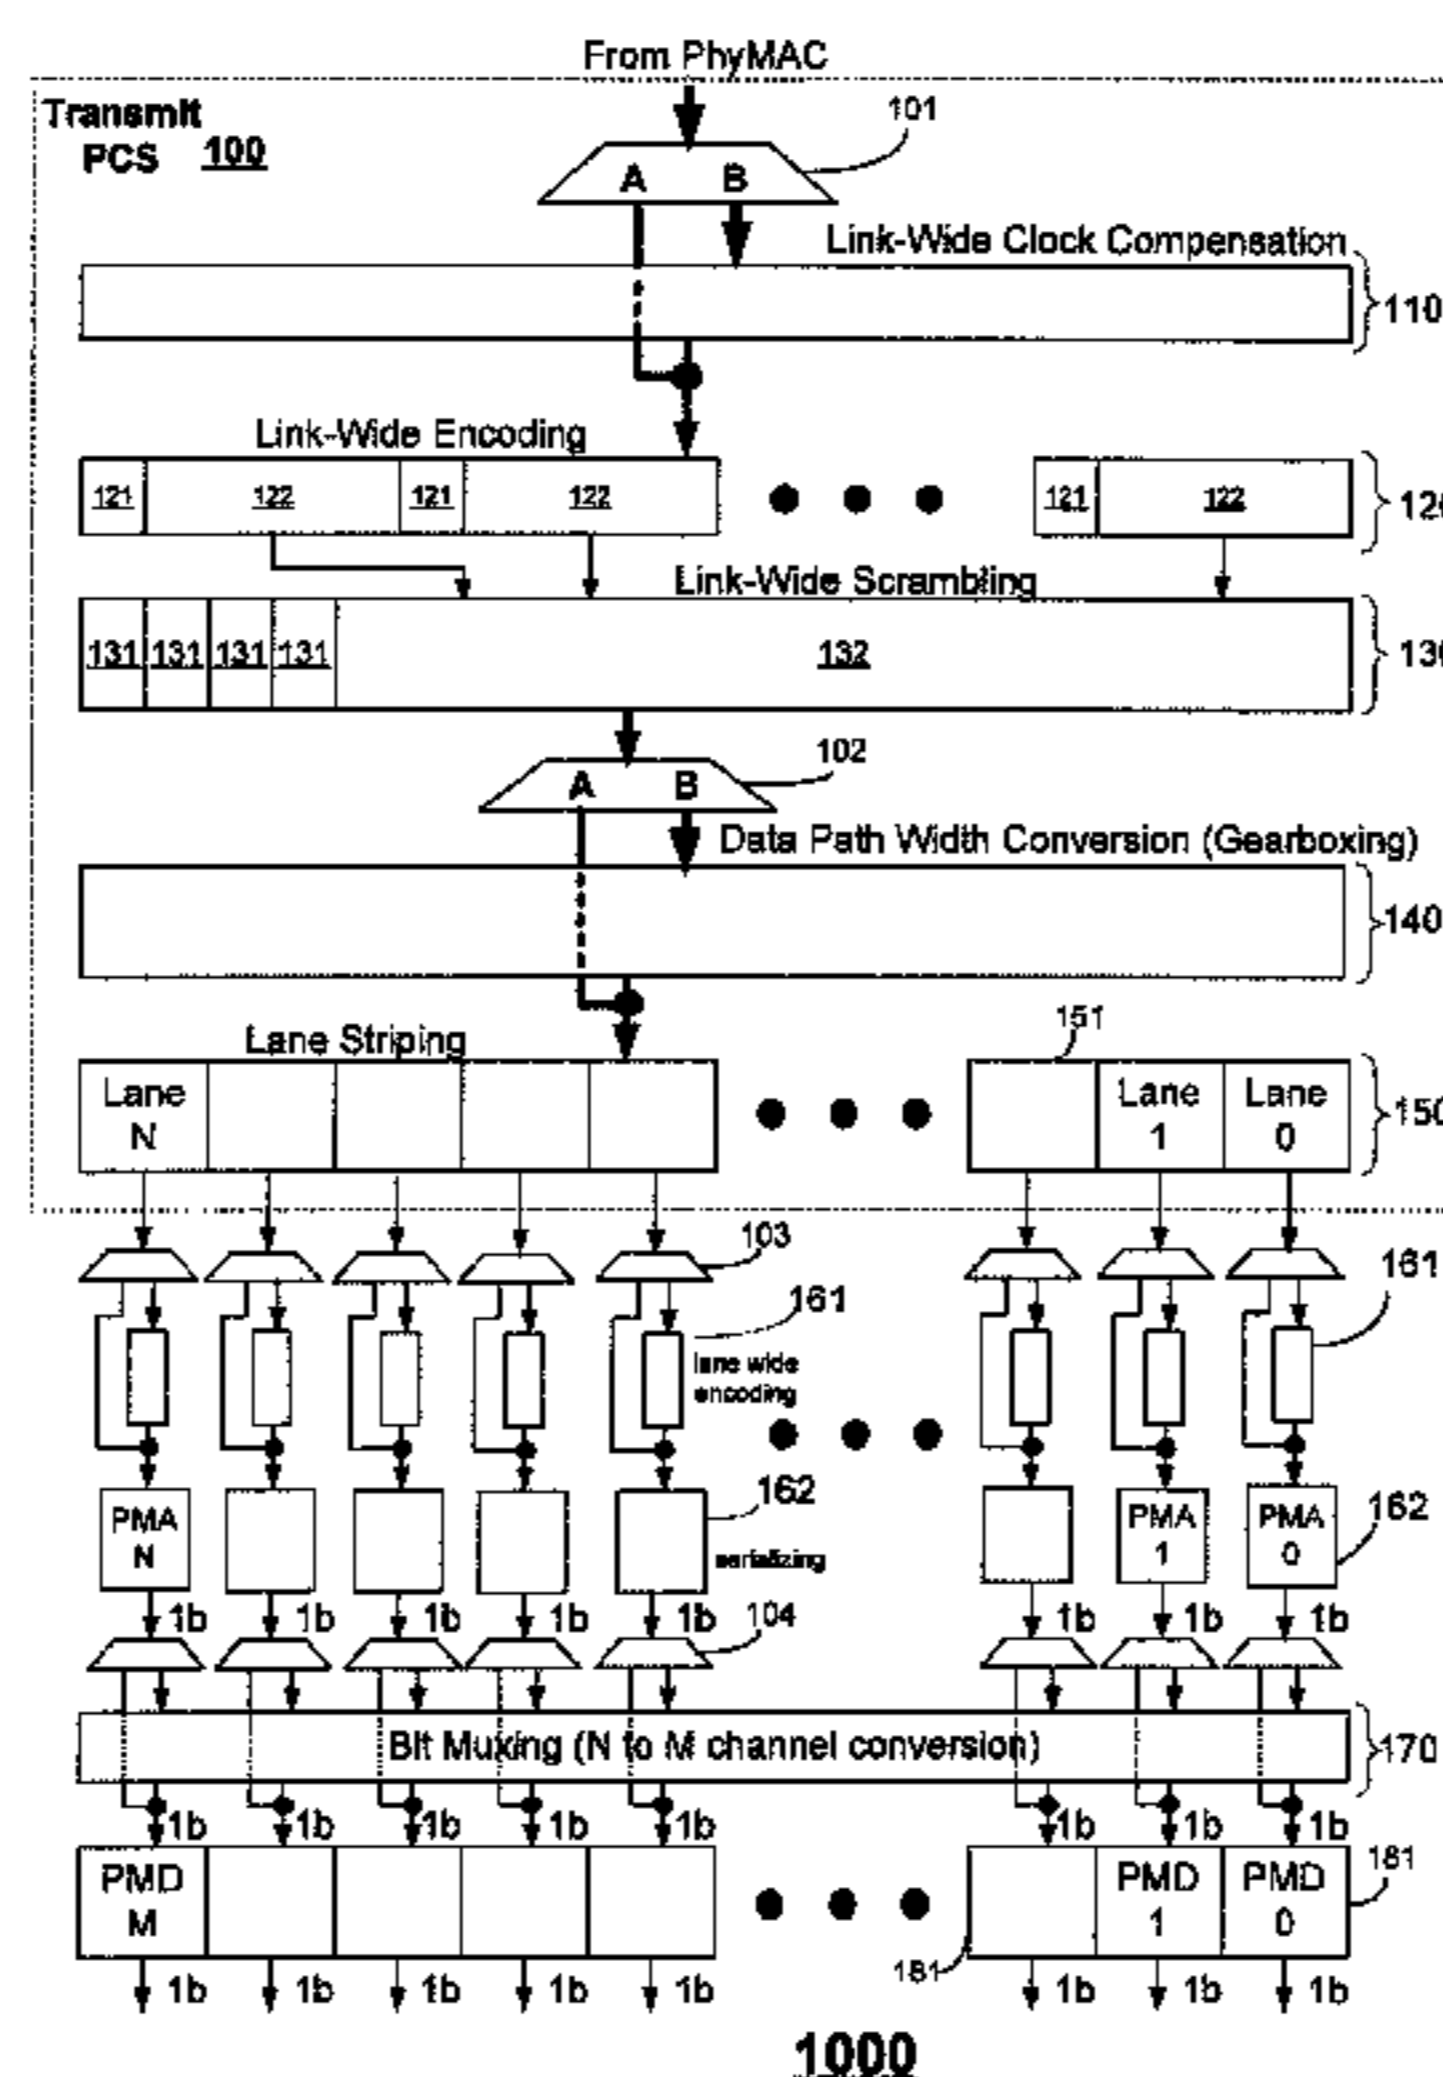 From PhyMAC
Transmit
PCS 100
101
A B
Link-Wide Clock Compensation
110
Link-Wide Encoding
121 122 121 122 121 122
Link-Wide Scrambling
131 131 131 131 132
102
A B
Data Path Width Conversion (Gearboxing)
140
Lane Striping
151
Lane N
Lane 1
Lane 0
150
103
161
lane wide
encoding
161
162
serializing
PMA N
PMA 1
PMA 0
162
1b 1b 1b 1b 1b 1b 1b 1b
104
Bit Muxing (N to M channel conversion)
170
1b 1b 1b 1b 1b 1b 1b 1b
PMD M
PMD 1
PMD 0
181
181
1b 1b 1b 1b 1b 1b 1b 1b
1000